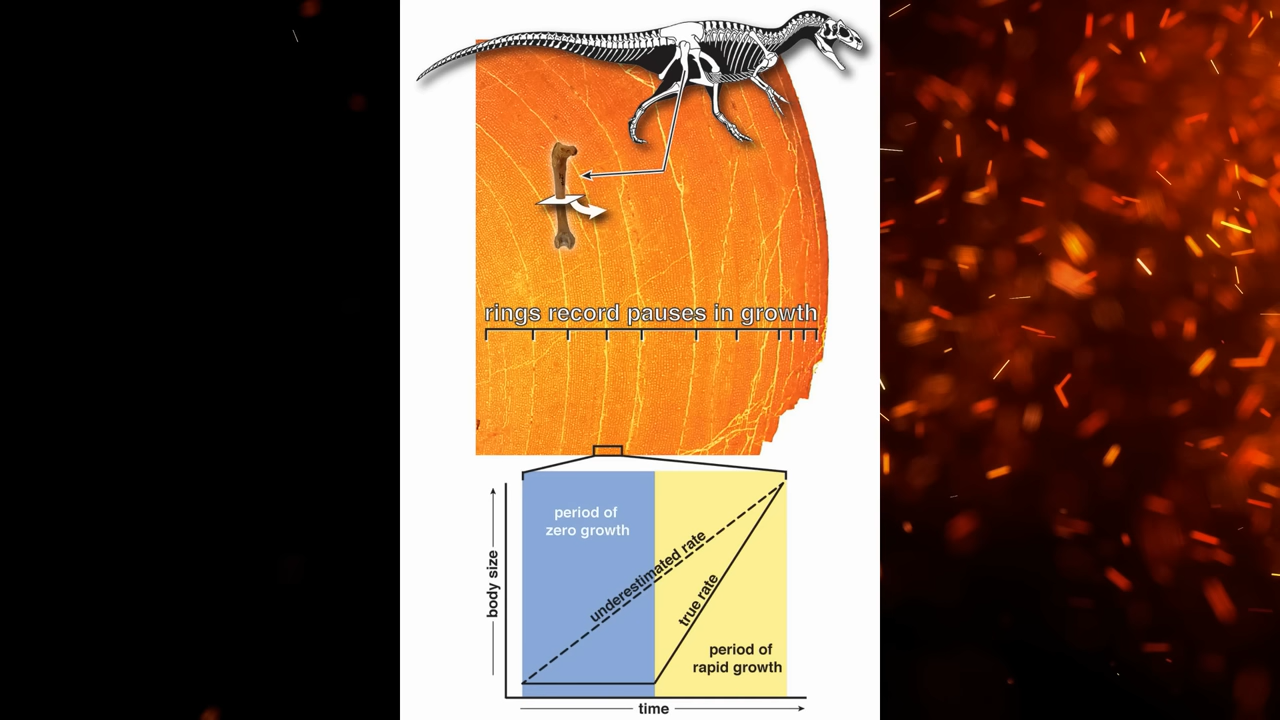 rings record pauses in growth
period of
zero growth
underestimated rate
true rate
period of
rapid growth
body size
time